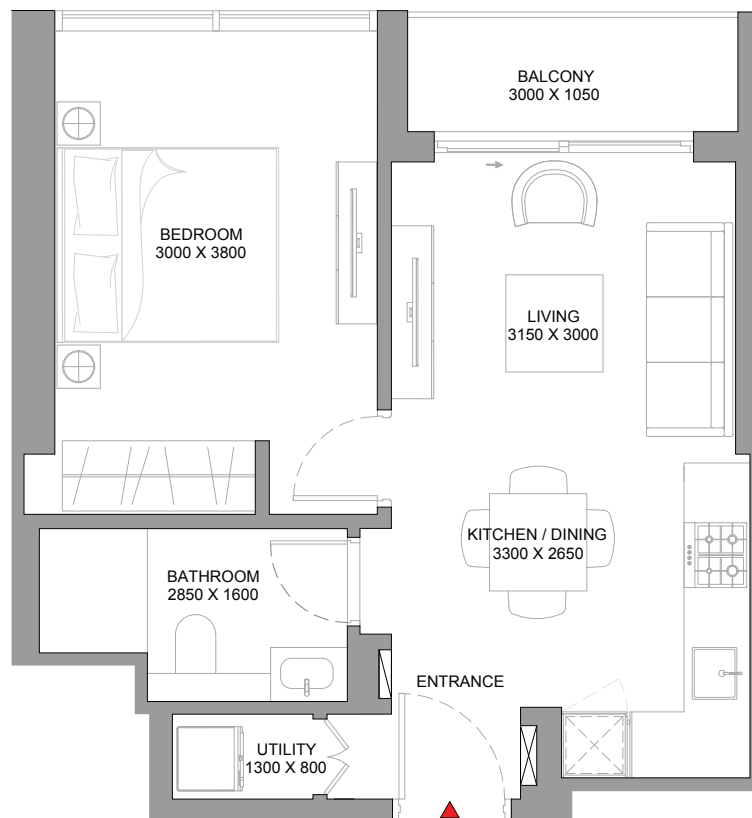 BALCONY
3000 X 1050
BEDROOM
3000 X 3800
LIVING
3150 X 3000
KITCHEN / DINING
3300 X 2650
BATHROOM
2850 X 1600
ENTRANCE
UTILITY
1300 X 800